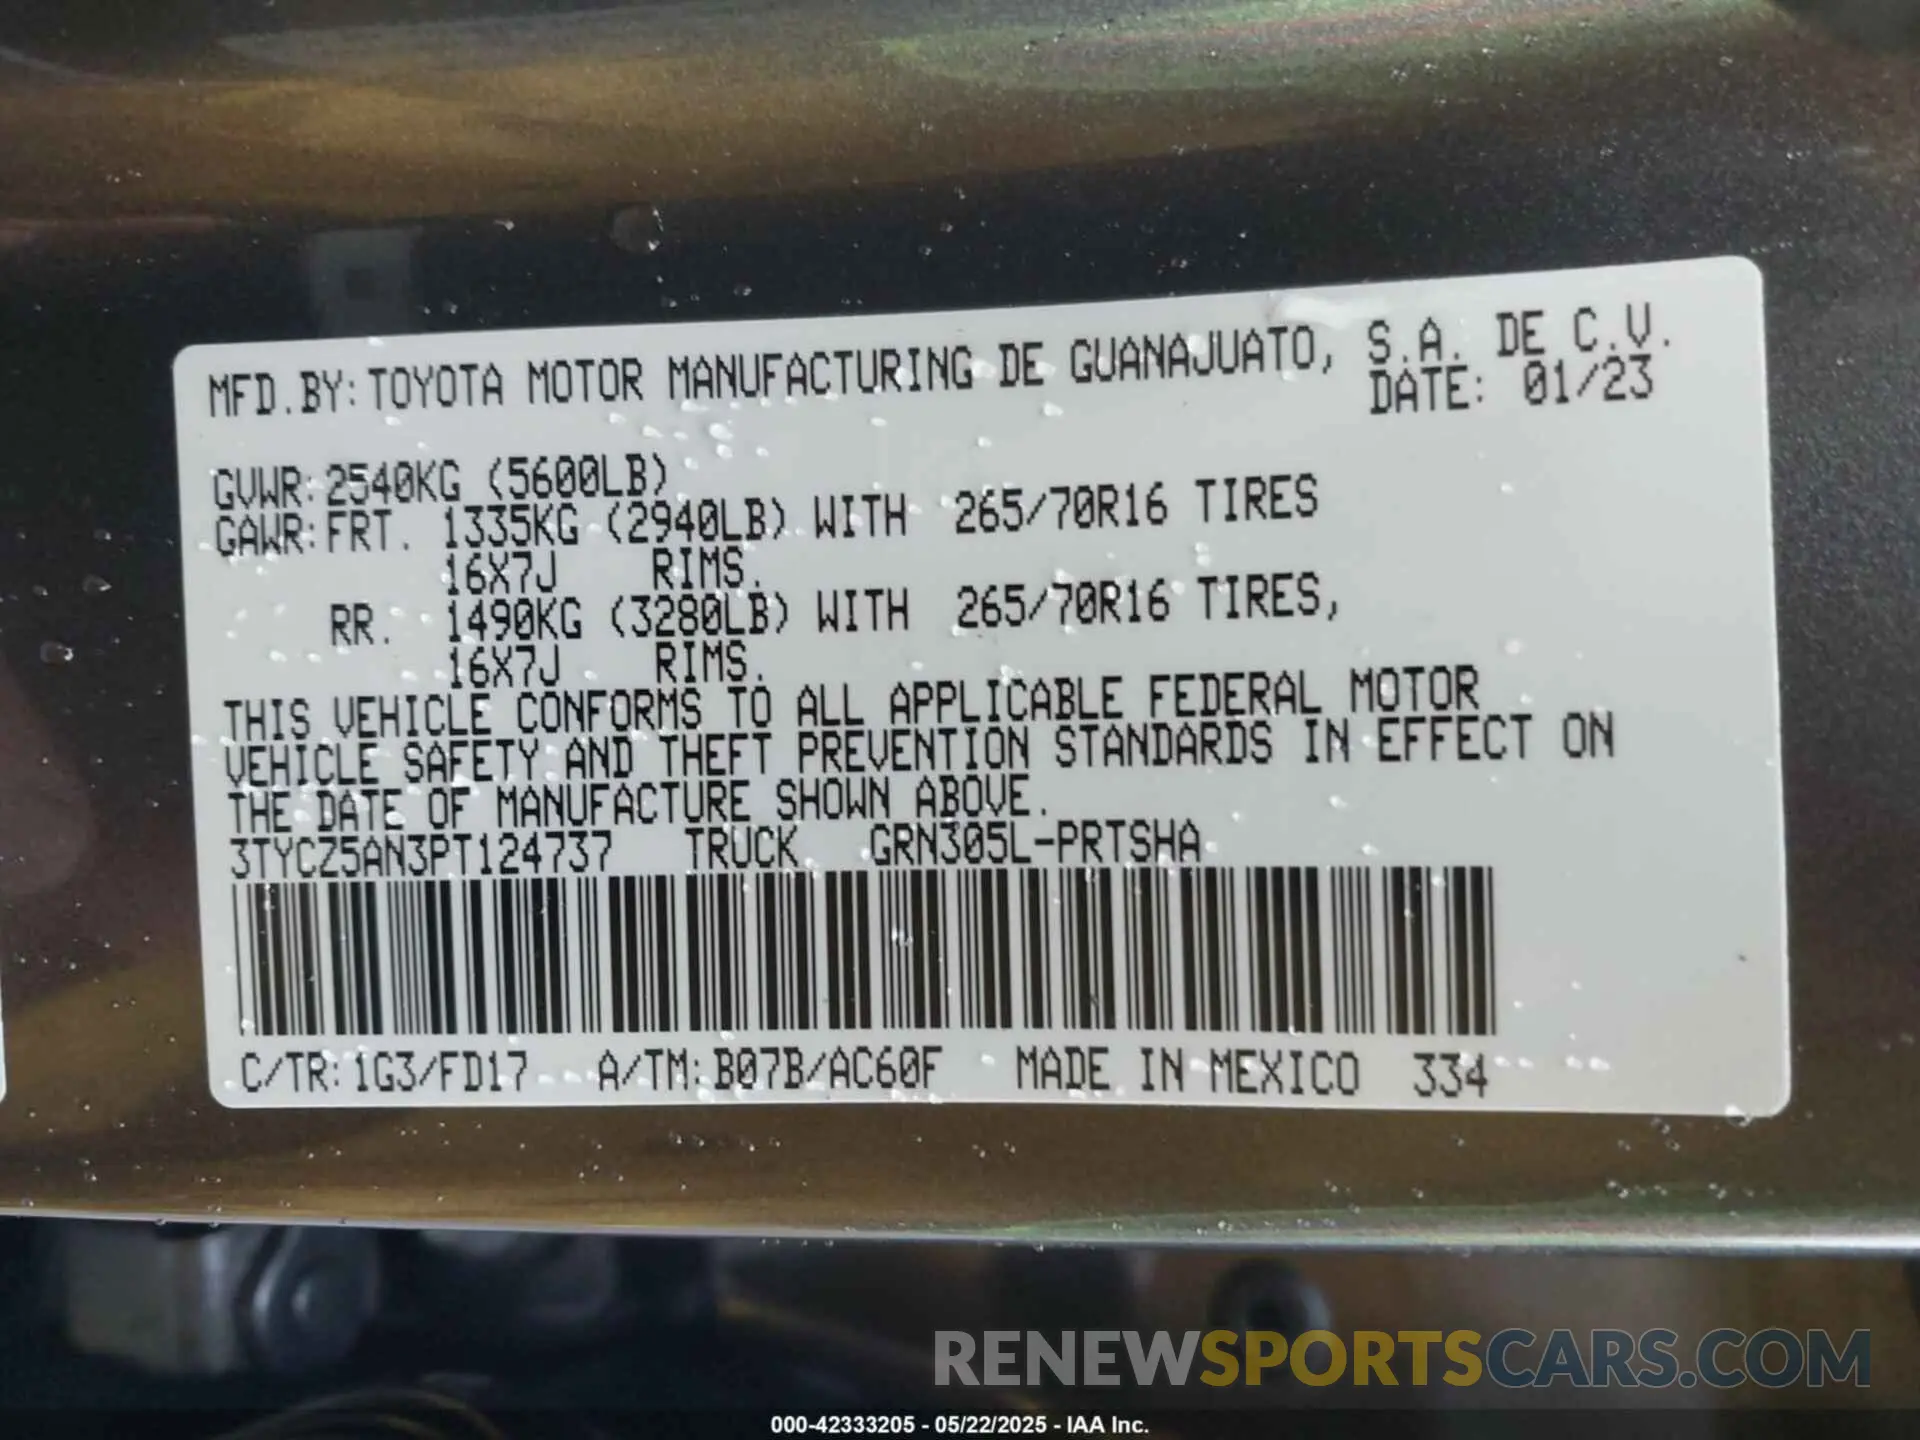 MFD.BY:TOYOTA MOTOR MANUFACTURING DE GUANAJUATO, S.A. DE C.V.
DATE: 01/23
GVWR:2540KG (5600LB)
GAWR:FRT. 1335KG (2940LB) WITH 265/70R16 TIRES
16X7J RIMS.
RR. 1490KG (3280LB) WITH 265/70R16 TIRES,
16X7J RIMS.
THIS VEHICLE CONFORMS TO ALL APPLICABLE FEDERAL MOTOR
VEHICLE SAFETY AND THEFT PREVENTION STANDARDS IN EFFECT ON
THE DATE OF MANUFACTURE SHOWN ABOVE.
3TYCZ5AN3PT124737 TRUCK GRN305L-PRTSHA
C/TR:1G3/FD17 A/TM:B07B/AC60F MADE IN MEXICO 334
RENEWSPORTSCARS.COM
000-42333205 - 05/22/2025 - IAA Inc.